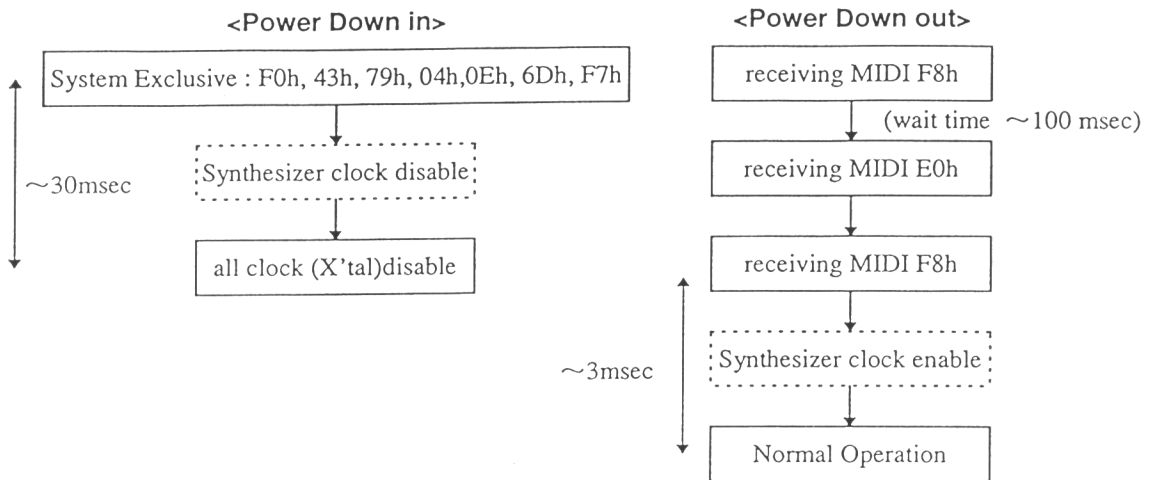 <Power Down in>
System Exclusive : F0h, 43h, 79h, 04h,0Eh, 6Dh, F7h
Synthesizer clock disable
~30msec
all clock (X'tal)disable
<Power Down out>
receiving MIDI F8h
(wait time ~100 msec)
receiving MIDI E0h
receiving MIDI F8h
Synthesizer clock enable
~3msec
Normal Operation